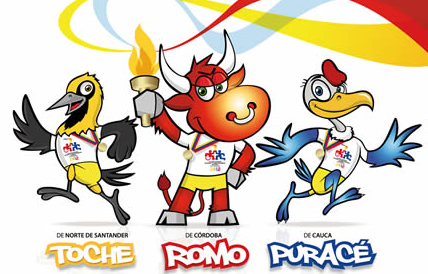 DE NORTE DE SANTANDER
TOCHE
DE CÓRDOBA
ROMO
DE CAUCA
PURACÉ